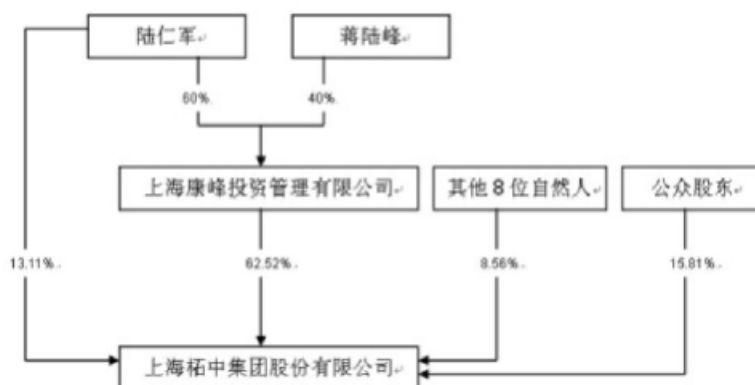 陆仁军
蒋陆峰
60%
40%
上海康峰投资管理有限公司
其他8位自然人
公众股东
13.11%
62.52%
8.56%
15.81%
上海柘中集团股份有限公司